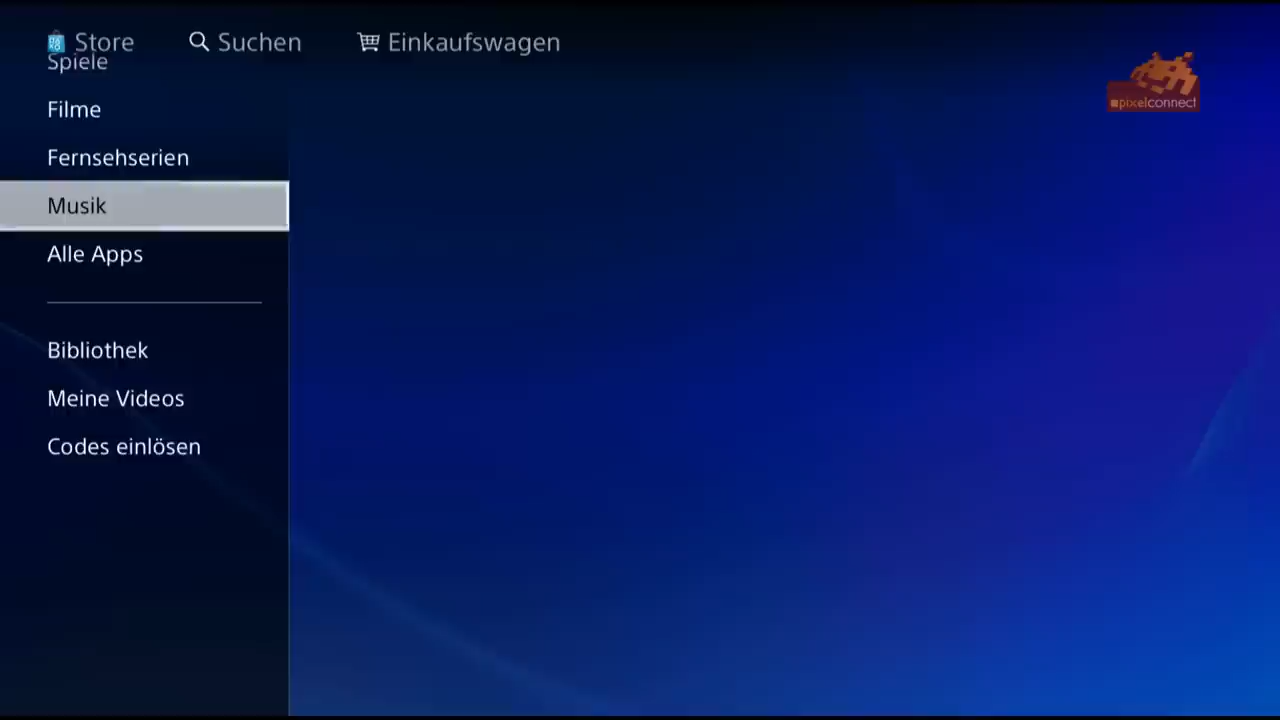 Store Suchen Einkaufswagen
Spiele
pixelconnect
Filme
Fernsehserien
Musik
Alle Apps
Bibliothek
Meine Videos
Codes einlösen